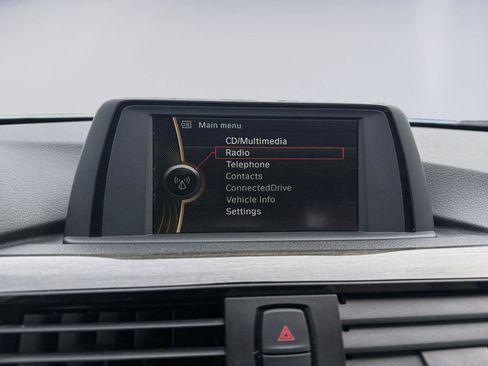 Main menu
CD/Multimedia
Radio
Telephone
Contacts
ConnectedDrive
Vehicle Info
Settings